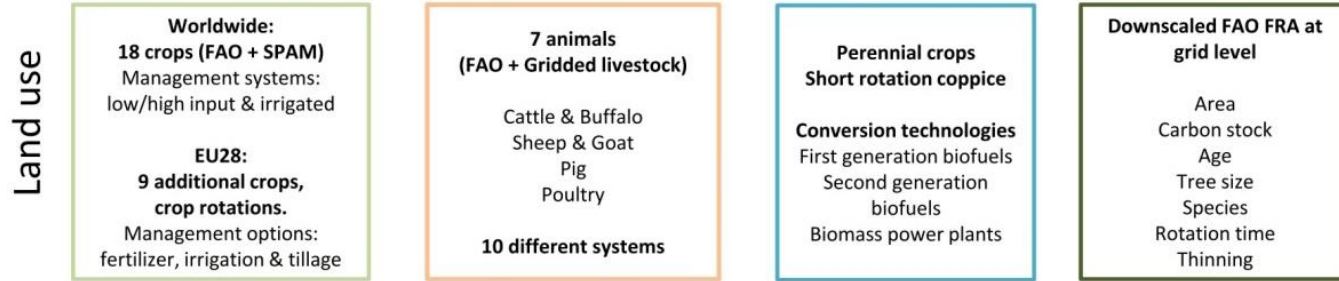 Land use
Worldwide:
18 crops (FAO + SPAM)
Management systems:
low/high input & irrigated
EU28:
9 additional crops,
crop rotations.
Management options:
fertilizer, irrigation & tillage
7 animals
(FAO + Gridded livestock)
Cattle & Buffalo
Sheep & Goat
Pig
Poultry
10 different systems
Perennial crops
Short rotation coppice
Conversion technologies
First generation biofuels
Second generation
biofuels
Biomass power plants
Downscaled FAO FRA at
grid level
Area
Carbon stock
Age
Tree size
Species
Rotation time
Thinning